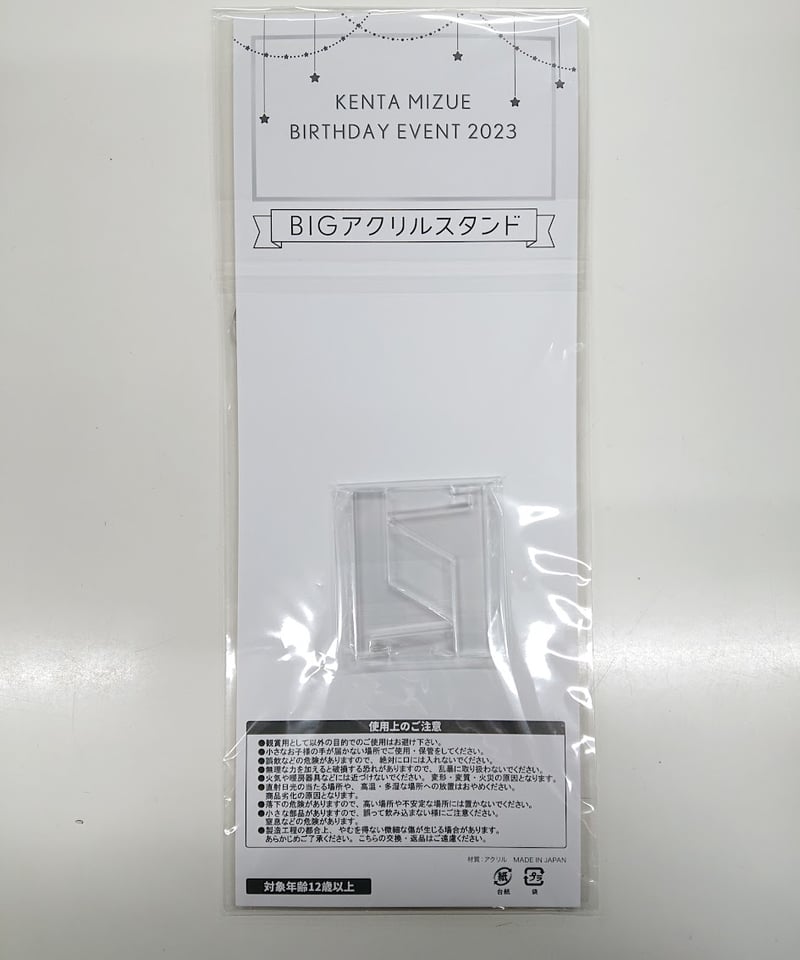 KENTA MIZUE
BIRTHDAY EVENT 2023
BIGアクリルスタンド
使用上のご注意
●観賞用として以外の目的でのご使用はお避け下さい。
●小さなお子様の手が届かない場所でご使用・保管をしてください。
●誤飲などの危険がありますので、絶対に口には入れないでください。
●無理な力を加えると破損する恐れがありますので、乱暴に取り扱わないでください。
●火気や暖房器具などには近づけないでください。変形・変質・火災の原因となります。
●直射日光の当たる場所や、高温・多湿な場所への放置はおやめください。
商品劣化の原因となります。
●落下の危険がありますので、高い場所や不安定な場所には置かないでください。
●小さな部品がありますので、誤って飲み込まない様にご注意ください。
窒息などの危険があります。
●製造工程の都合上、やむを得ない微細な傷が生じる場合があります。
あらかじめご了承ください。こちらの交換・返品はご遠慮ください。
材質：アクリル MADE IN JAPAN
対象年齢12歳以上
紙 プラ
台紙 袋